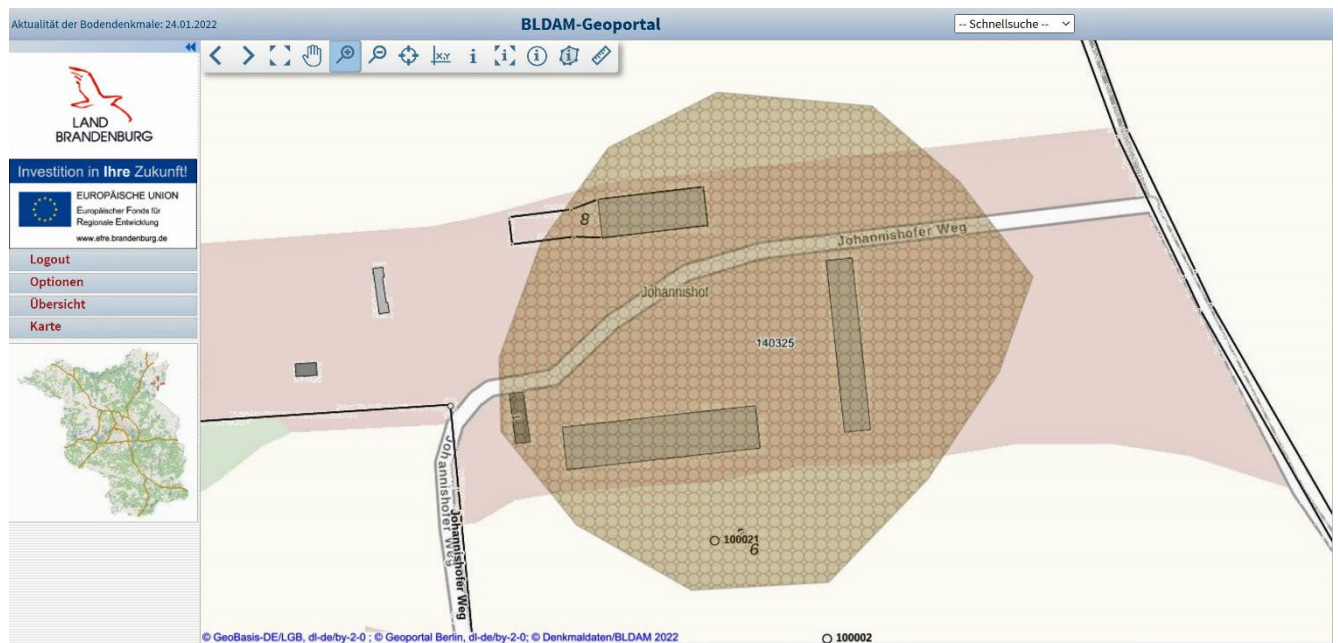 Aktualität der Bodendenkmale: 24.01.2022
BLDAM-Geoportal
-- Schnellsuche --
x,y
LAND
BRANDENBURG
Investition in Ihre Zukunft!
EUROPÄISCHE UNION
Europäischer Fonds für
Regionale Entwicklung
www.efre.brandenburg.de
Logout
Optionen
Übersicht
Karte
8
Johannishofer Weg
Johannishof
140325
1
Johannishofer Weg
Johannishofer Weg
100021
6
100002
© GeoBasis-DE/LGB, dl-de/by-2-0 ; © Geoportal Berlin, dl-de/by-2-0; © Denkmaldaten/BLDAM 2022